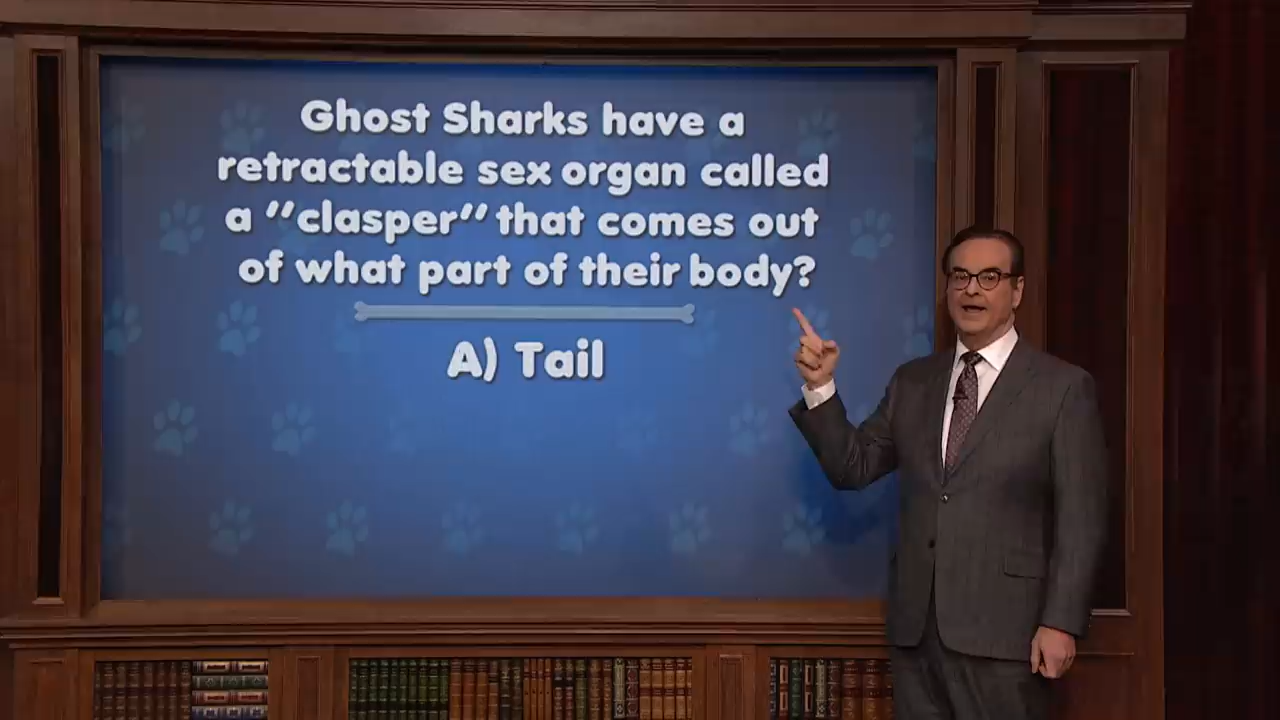 Ghost Sharks have a
retractable sex organ called
a "clasper" that comes out
of what part of their body?
A) Tail